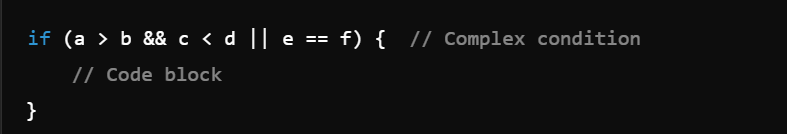 if (a > b && c < d || e == f) {  // Complex condition
    // Code block
}